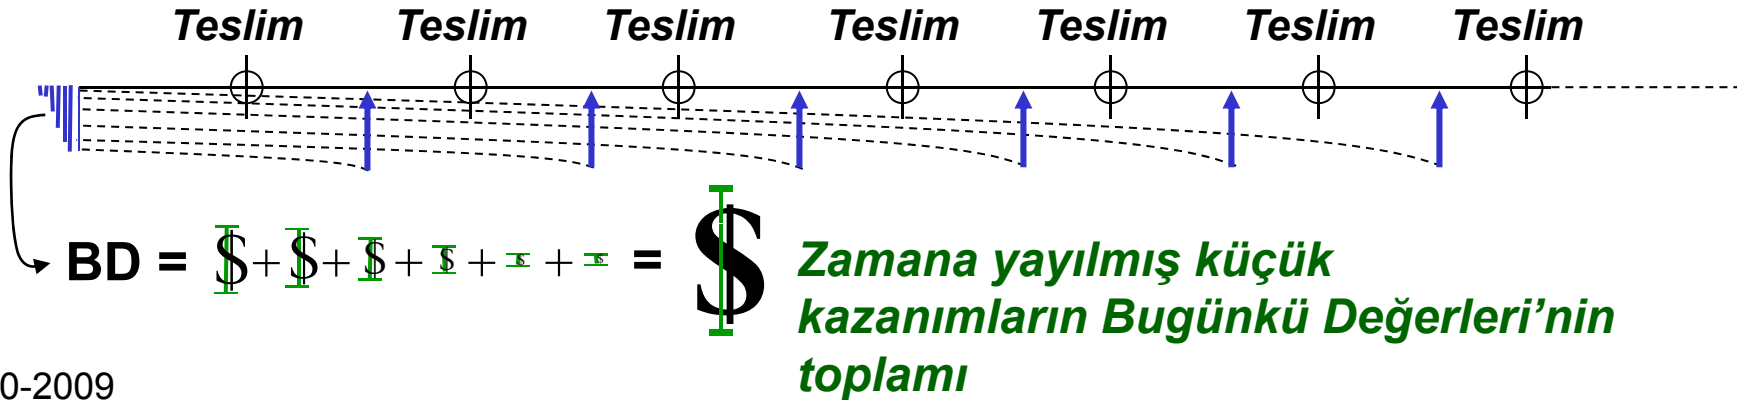 Teslim Teslim Teslim Teslim Teslim Teslim Teslim
BD = $ + $ + $ + $ + $ + $ = $
Zamana yayılmış küçük
kazanımların Bugünkü Değerleri’nin
toplamı
0-2009